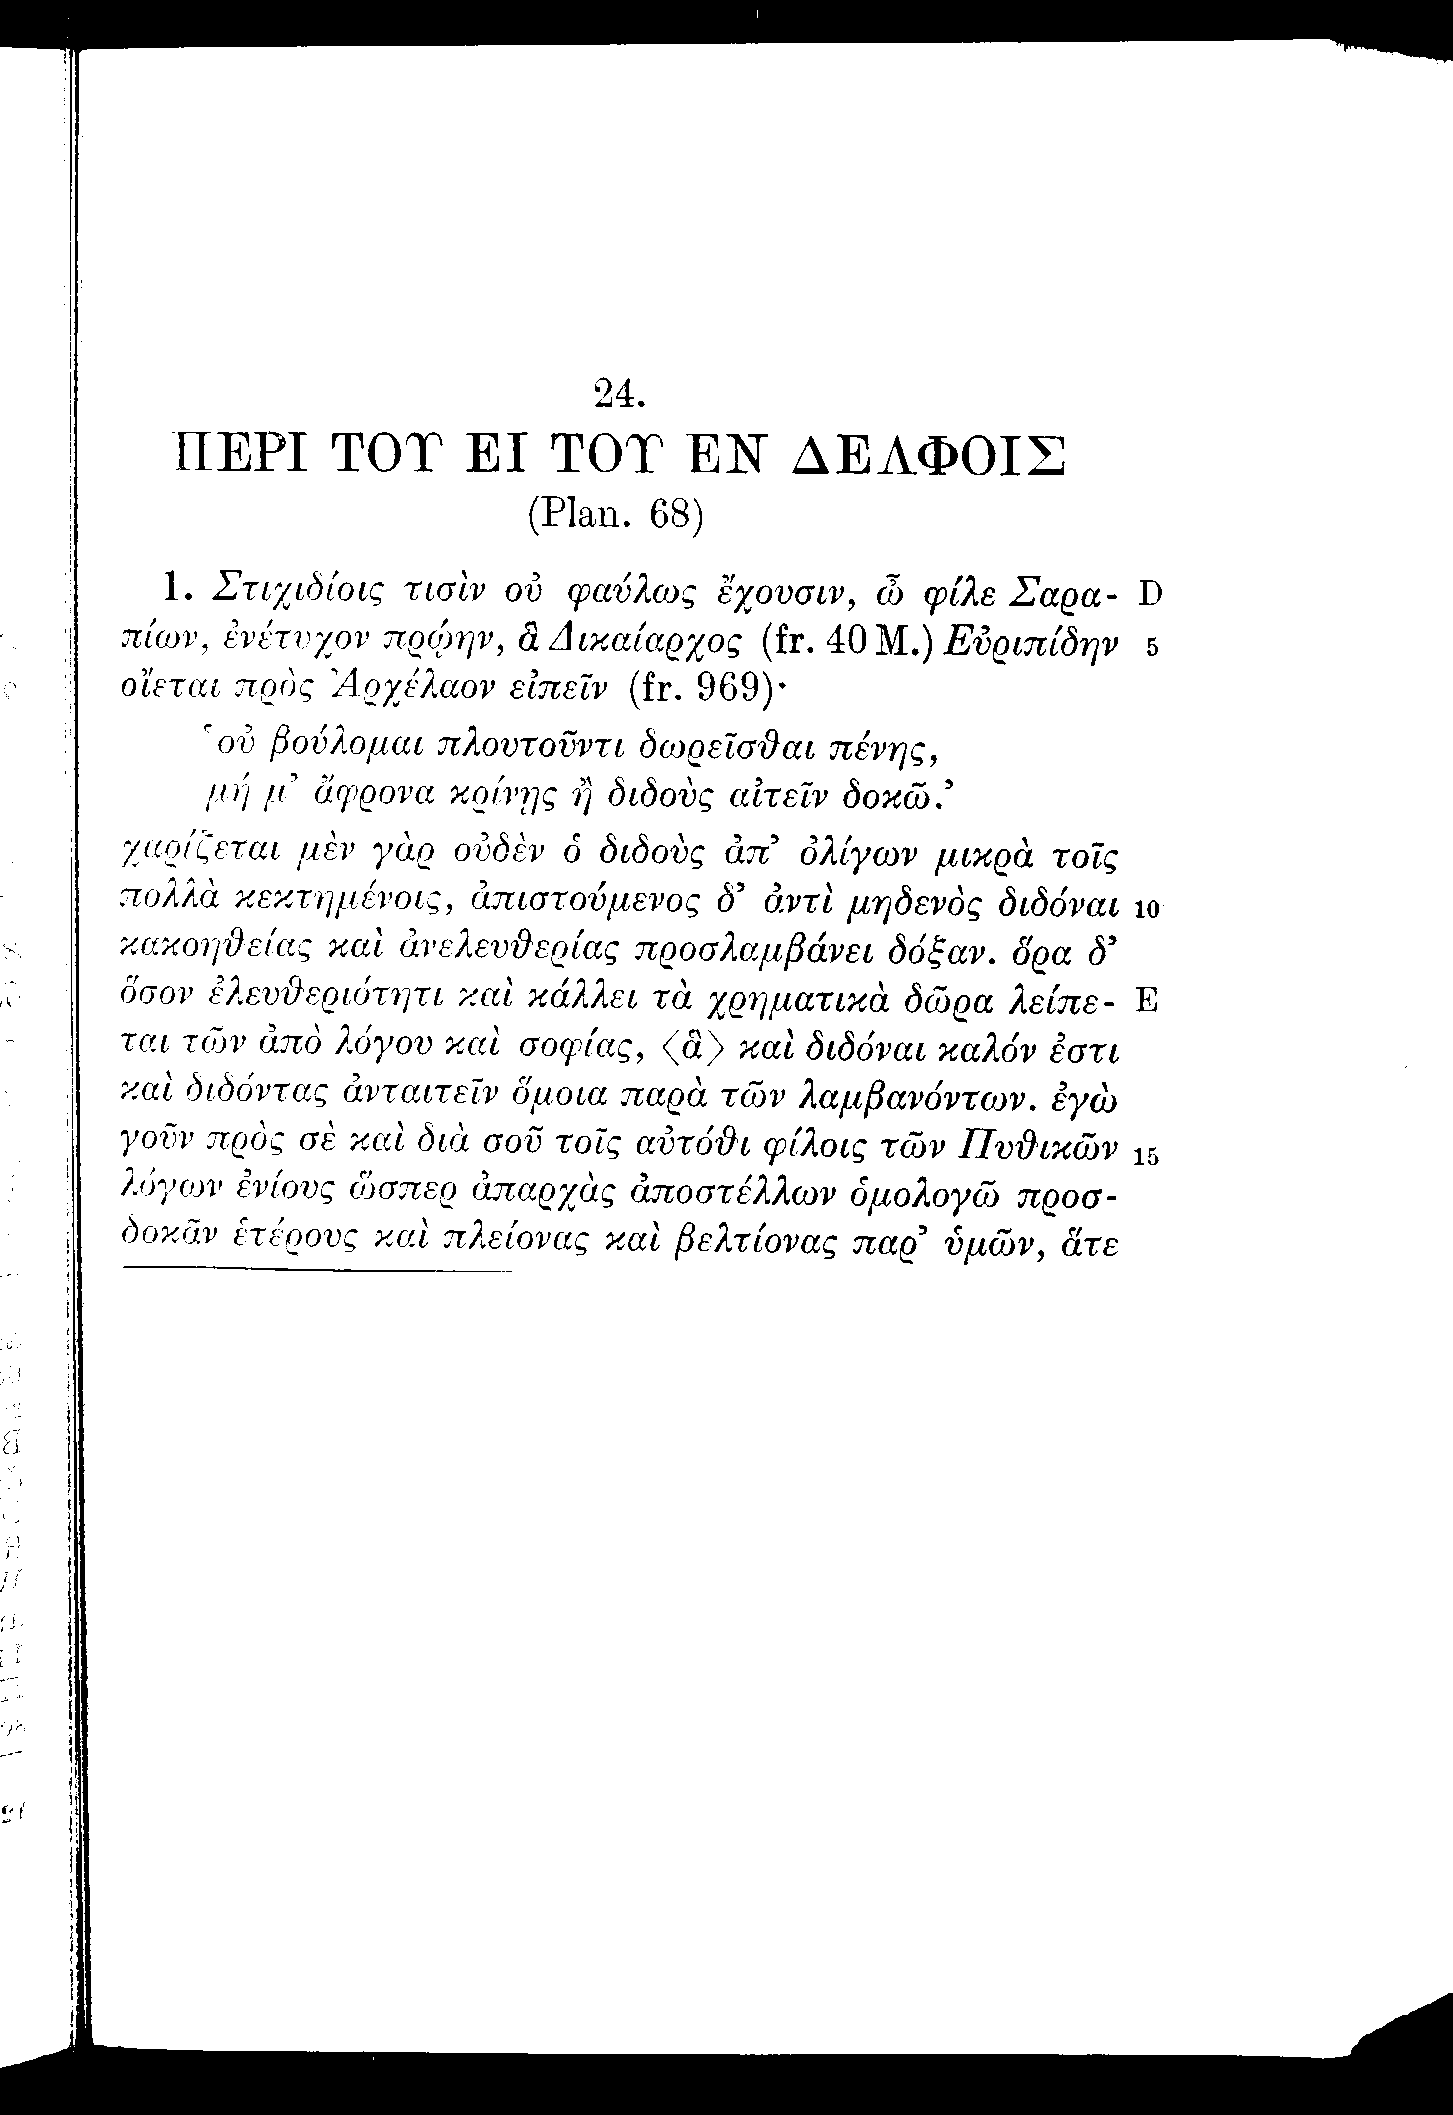 24.
ΠΕΡΙ ΤΟΥ ΕΙ ΤΟΥ ΕΝ ΔΕΛΦΟΙΣ
(Plan. 68)
1. Στιχιδίοις τισὶν οὐ φαύλως ἔχουσιν, ὦ φίλε Σαρα- D
πίων, ἐνέτυχον πρῴην, ἃ Δικαίαρχος (fr. 40 M.) Εὐριπίδην 5
οἴεται πρὸς Ἀρχέλαον εἰπεῖν (fr. 969)·
‘οὐ βούλομαι πλουτοῦντι δωρεῖσθαι πένης,
μή μ’ ἄφρονα κρίνῃς ἢ διδοὺς αἰτεῖν δοκῶ.’
χαρίζεται μὲν γὰρ οὐδὲν ὁ διδοὺς ἀπ’ ὀλίγων μικρὰ τοῖς
πολλὰ κεκτημένοις, ἀπιστούμενος δ’ ἀντὶ μηδενὸς διδόναι 10
κακοηθείας καὶ ἀνελευθερίας προσλαμβάνει δόξαν. ὅρα δ’
ὅσον ἐλευθεριότητι καὶ κάλλει τὰ χρηματικὰ δῶρα λείπε- E
ται τῶν ἀπὸ λόγου καὶ σοφίας, ⟨ἃ⟩ καὶ διδόναι καλόν ἐστι
καὶ διδόντας ἀνταιτεῖν ὅμοια παρὰ τῶν λαμβανόντων. ἐγὼ
γοῦν πρὸς σὲ καὶ διὰ σοῦ τοῖς αὐτόθι φίλοις τῶν Πυθικῶν 15
λόγων ἐνίους ὥσπερ ἀπαρχὰς ἀποστέλλων ὁμολογῶ προσ-
δοκᾶν ἑτέρους καὶ πλείονας καὶ βελτίονας παρ’ ὑμῶν, ἅτε